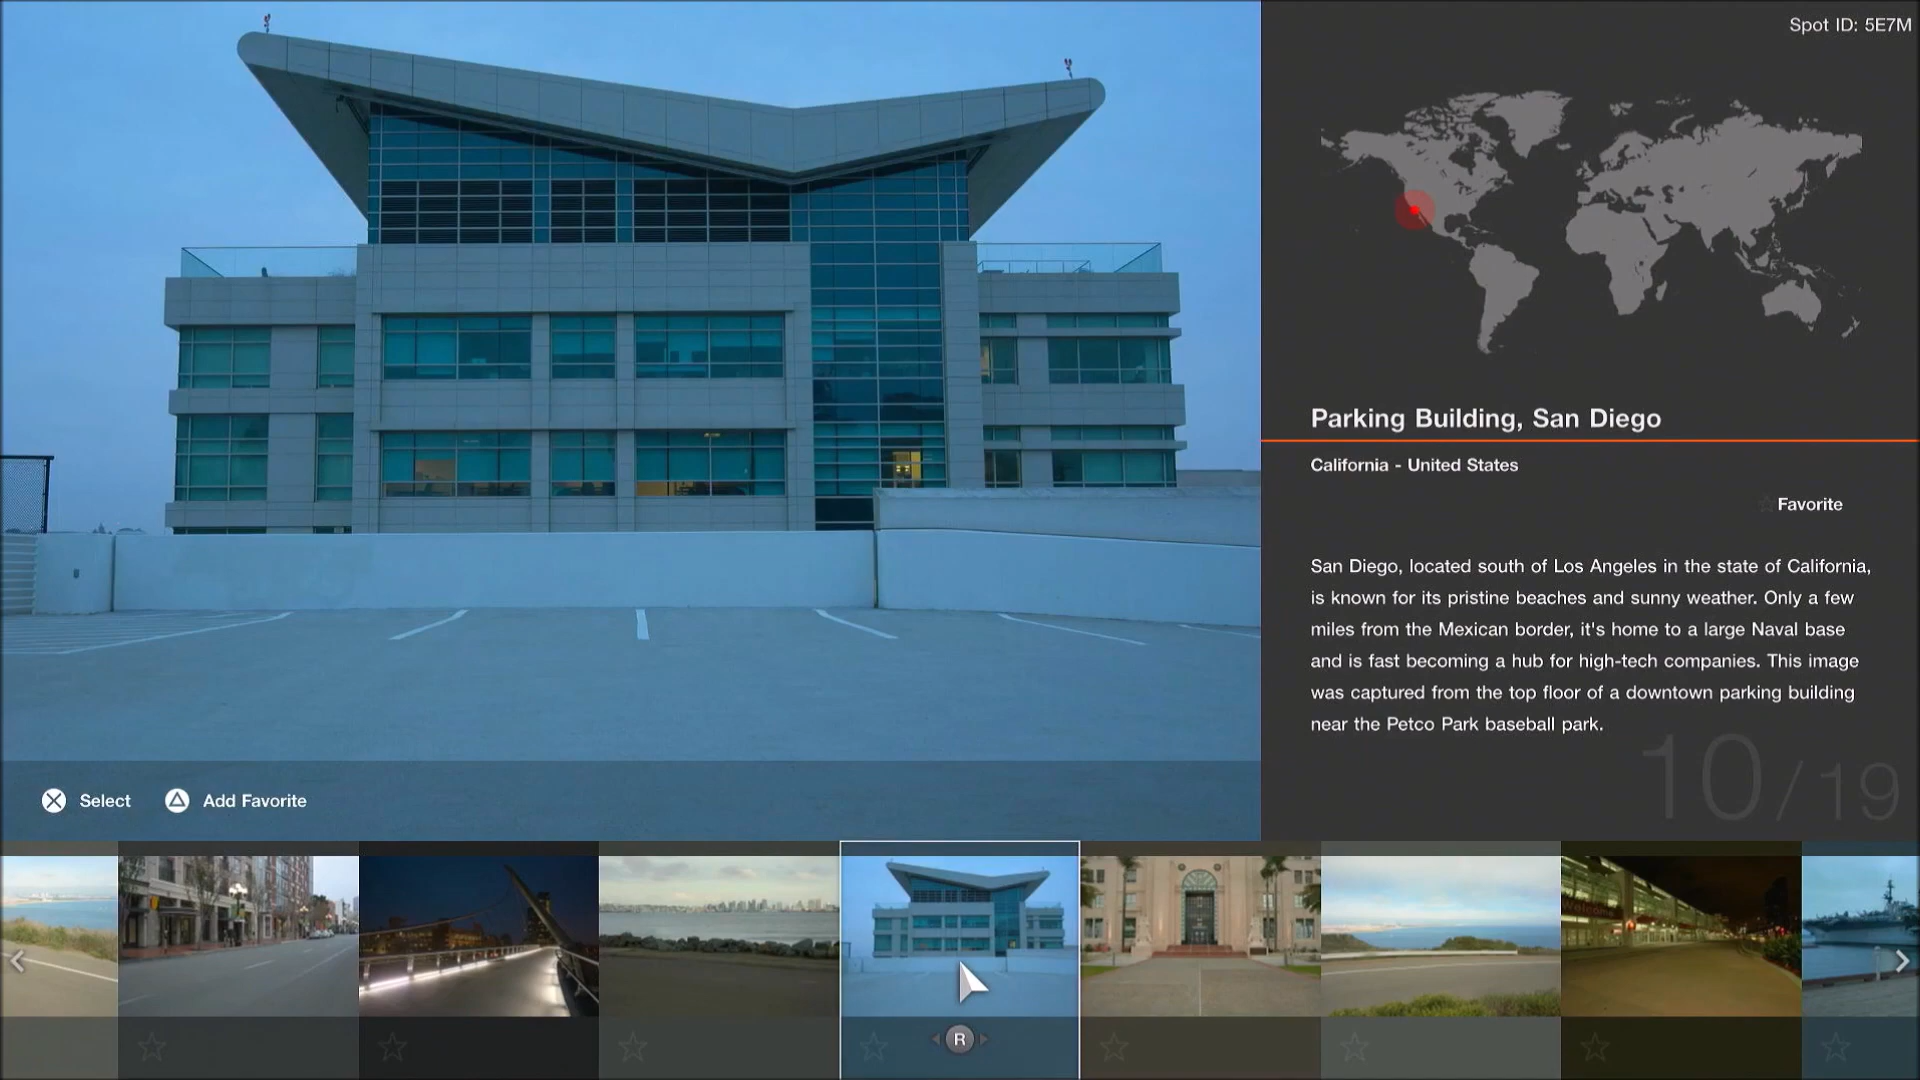 Spot ID: 5E7M
Parking Building, San Diego
California - United States
Favorite
San Diego, located south of Los Angeles in the state of California,
is known for its pristine beaches and sunny weather. Only a few
miles from the Mexican border, it's home to a large Naval base
and is fast becoming a hub for high-tech companies. This image
was captured from the top floor of a downtown parking building
near the Petco Park baseball park.
10/19
Select
Add Favorite
R